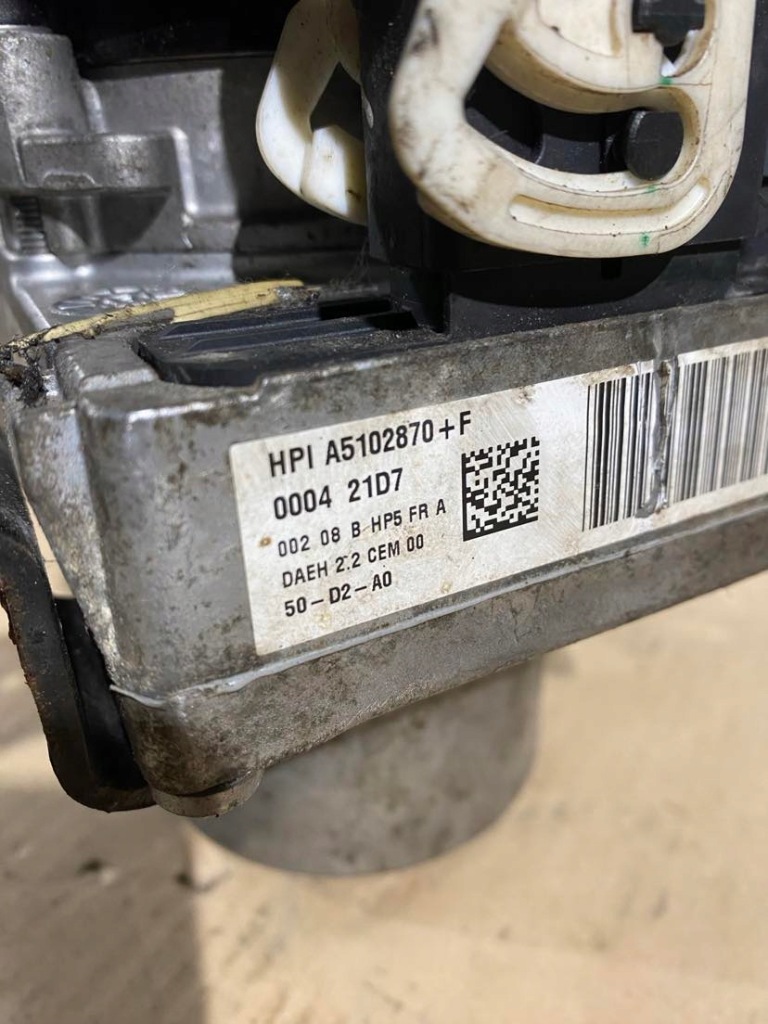 HPI A5102870+F
0004 21D7
002 08 B HP5 FR A
DAEH 2.2 CEM 00
50-D2-A0